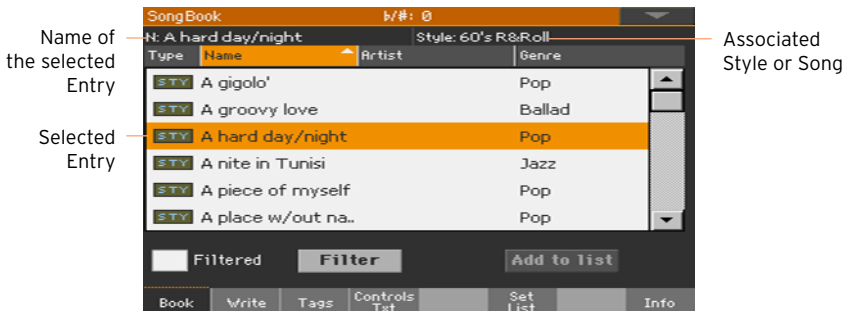 SongBook b/#: 0
Name of the selected Entry
N: A hard day/night Style: 60's R&Roll
Associated Style or Song
Type Name Artist Genre
STY A gigolo' Pop
STY A groovy love Ballad
Selected Entry
STY A hard day/night Pop
STY A nite in Tunisi Jazz
STY A piece of myself Pop
STY A place w/out na.. Pop
Filtered Filter Add to list
Book Write Tags Controls Txt Set List Info